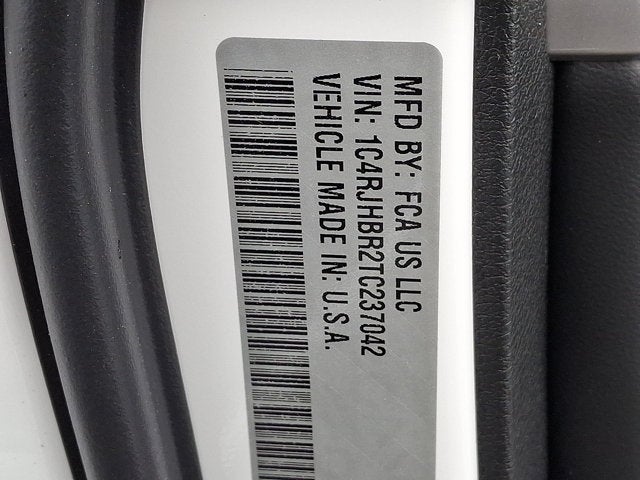 MFD BY: FCA US LLC
VIN: 1C4RJHBR2TC237042
VEHICLE MADE IN: U.S.A.